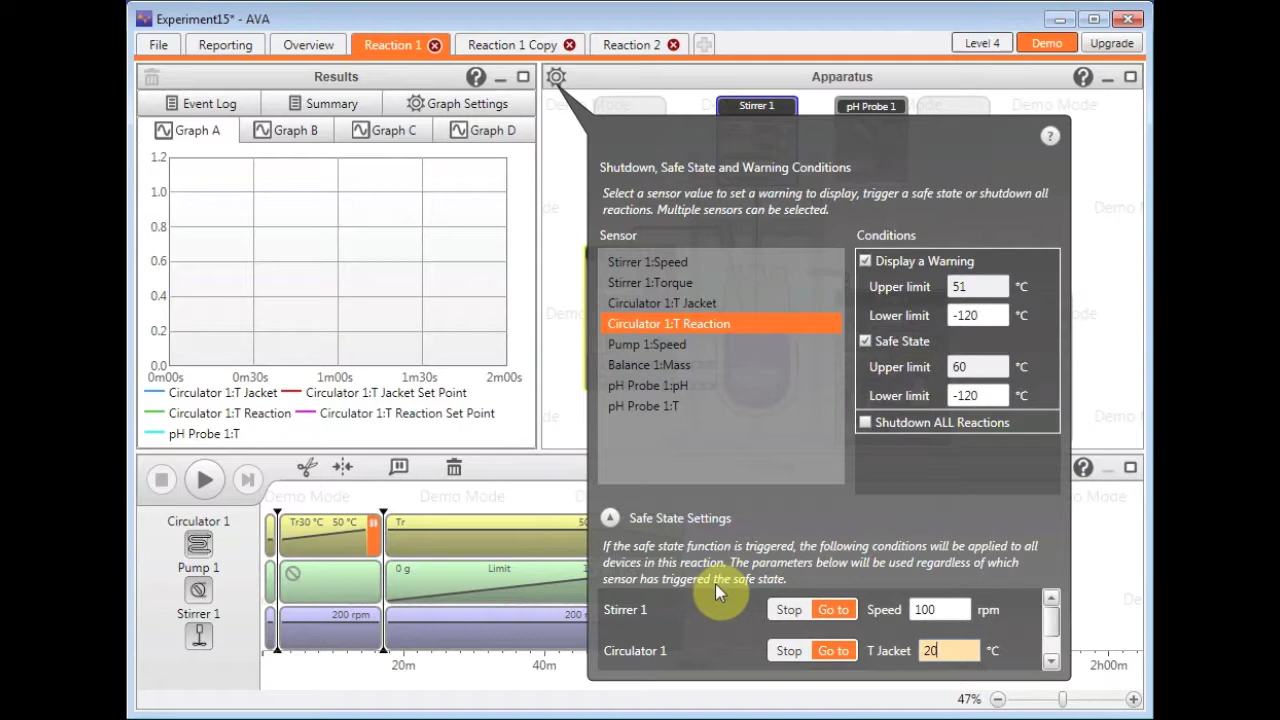 Experiment15* - AVA
File Reporting Overview Reaction 1 Reaction 1 Copy Reaction 2 Level 4 Demo Upgrade
Results
Event Log Summary Graph Settings
Graph A Graph B Graph C Graph D
1.2
1.0
0.8
0.6
0.4
0.2
0.0
0m00s 0m30s 1m00s 1m30s 2m00s
Circulator 1:T Jacket Circulator 1:T Jacket Set Point
Circulator 1:T Reaction Circulator 1:T Reaction Set Point
pH Probe 1:T
Apparatus
Stirrer 1 pH Probe 1
Demo Mode
Shutdown, Safe State and Warning Conditions
Select a sensor value to set a warning to display, trigger a safe state or shutdown all
reactions. Multiple sensors can be selected.
Sensor
Stirrer 1:Speed
Stirrer 1:Torque
Circulator 1:T Jacket
Circulator 1:T Reaction
Pump 1:Speed
Balance 1:Mass
pH Probe 1:pH
pH Probe 1:T
Conditions
Display a Warning
Upper limit 51 °C
Lower limit -120 °C
Safe State
Upper limit 60 °C
Lower limit -120 °C
Shutdown ALL Reactions
Safe State Settings
If the safe state function is triggered, the following conditions will be applied to all
devices in this reaction. The parameters below will be used regardless of which
sensor has triggered the safe state.
Stirrer 1 Stop Go to Speed 100 rpm
Circulator 1 Stop Go to T Jacket 20 °C
Demo Mode Demo Mode
Circulator 1 Tr30 °C 50 °C Tr
Pump 1 0 g Limit
Stirrer 1 200 rpm
20m 40m 2h00m
47%